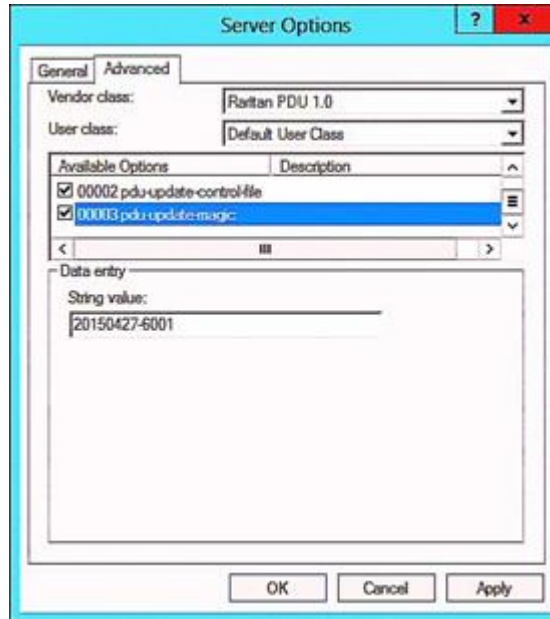 Server Options
? x
General Advanced
Vendor class: Raritan PDU 1.0
User class: Default User Class
Available Options Description
00002 pdu-update-control-file
00003 pdu-update-magic
Data entry
String value:
20150427-6001
OK Cancel Apply